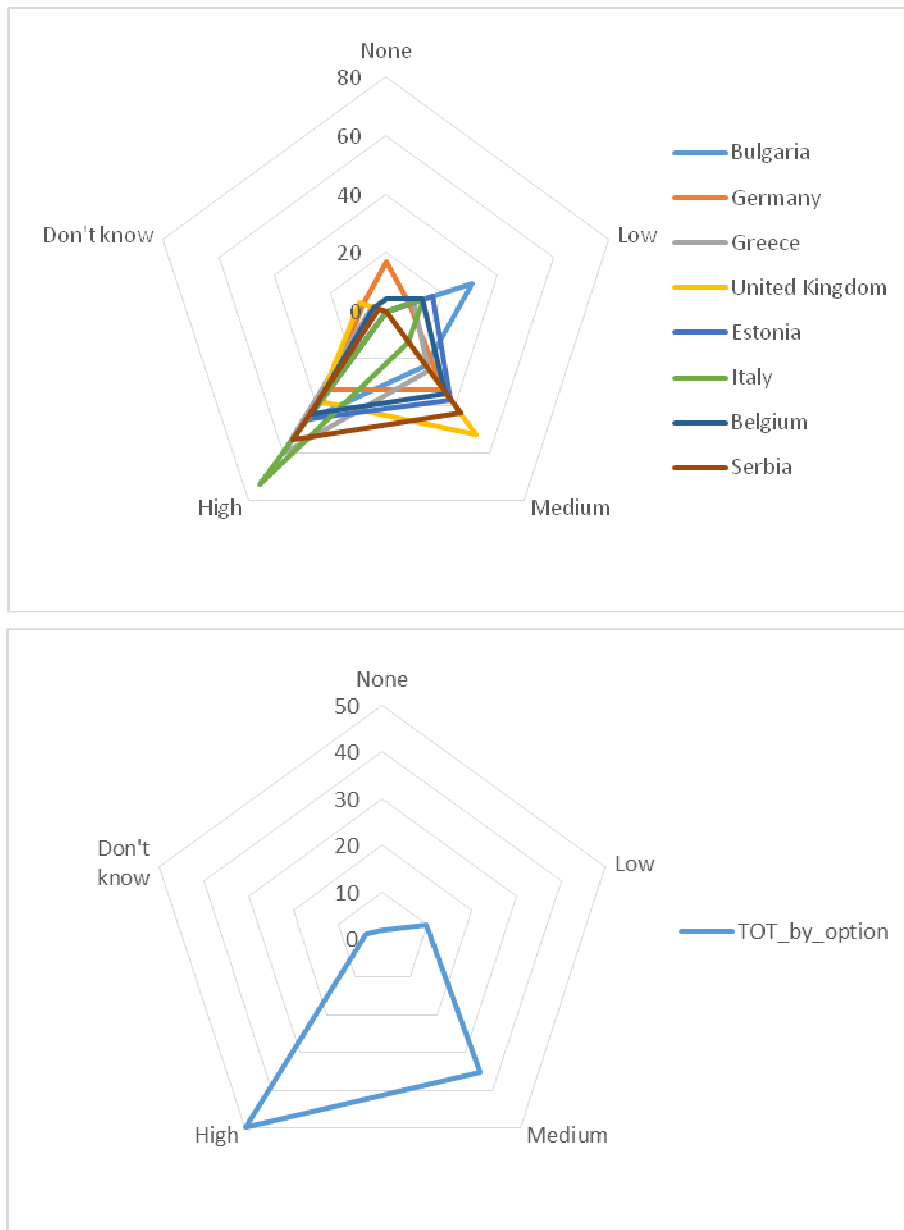 None
80
60
40
20
0
Don't know
Low
High
Medium
Bulgaria
Germany
Greece
United Kingdom
Estonia
Italy
Belgium
Serbia
None
50
40
30
20
10
0
Don't
know
Low
High
Medium
TOT_by_option